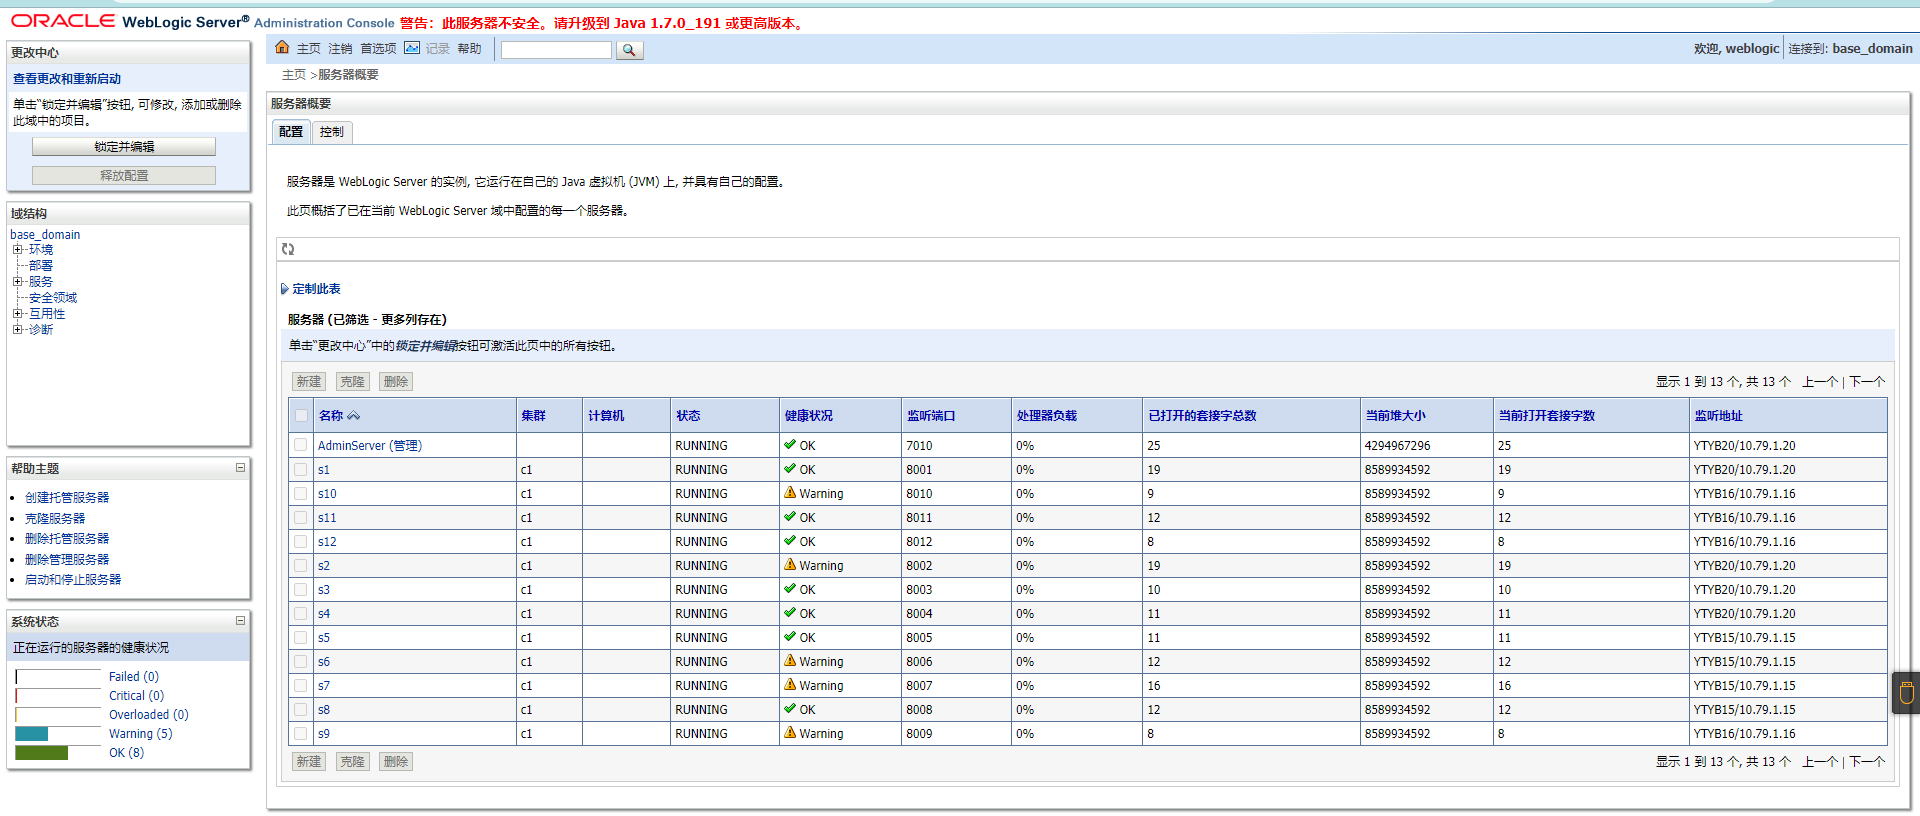 ORACLE WebLogic Server® Administration Console 警告：此服务器不安全。请升级到 Java 1.7.0_191 或更高版本。
更改中心
查看更改和重新启动
单击“锁定并编辑”按钮, 可修改, 添加或删除
此域中的项目。
锁定并编辑
释放配置
域结构
base_domain
环境
部署
服务
安全领域
互用性
诊断
帮助主题
创建托管服务器
克隆服务器
删除托管服务器
删除管理服务器
启动和停止服务器
系统状态
正在运行的服务器的健康状况
Failed (0)
Critical (0)
Overloaded (0)
Warning (5)
OK (8)
主页 注销 首选项 记录 帮助
欢迎, weblogic 连接到: base_domain
主页 >服务器概要
服务器概要
配置 控制
服务器是 WebLogic Server 的实例, 它运行在自己的 Java 虚拟机 (JVM) 上, 并具有自己的配置。
此页概括了已在当前 WebLogic Server 域中配置的每一个服务器。
定制此表
服务器 (已筛选 - 更多列存在)
单击“更改中心”中的锁定并编辑按钮可激活此页中的所有按钮。
新建 克隆 删除 显示 1 到 13 个, 共 13 个 上一个 | 下一个
名称 集群 计算机 状态 健康状况 监听端口 处理器负载 已打开的套接字总数 当前堆大小 当前打开套接字数 监听地址
AdminServer (管理) RUNNING OK 7010 0% 25 4294967296 25 YTYB20/10.79.1.20
s1 c1 RUNNING OK 8001 0% 19 8589934592 19 YTYB20/10.79.1.20
s10 c1 RUNNING Warning 8010 0% 9 8589934592 9 YTYB16/10.79.1.16
s11 c1 RUNNING OK 8011 0% 12 8589934592 12 YTYB16/10.79.1.16
s12 c1 RUNNING OK 8012 0% 8 8589934592 8 YTYB16/10.79.1.16
s2 c1 RUNNING Warning 8002 0% 19 8589934592 19 YTYB20/10.79.1.20
s3 c1 RUNNING OK 8003 0% 10 8589934592 10 YTYB20/10.79.1.20
s4 c1 RUNNING OK 8004 0% 11 8589934592 11 YTYB20/10.79.1.20
s5 c1 RUNNING OK 8005 0% 11 8589934592 11 YTYB15/10.79.1.15
s6 c1 RUNNING Warning 8006 0% 12 8589934592 12 YTYB15/10.79.1.15
s7 c1 RUNNING Warning 8007 0% 16 8589934592 16 YTYB15/10.79.1.15
s8 c1 RUNNING OK 8008 0% 12 8589934592 12 YTYB15/10.79.1.15
s9 c1 RUNNING Warning 8009 0% 8 8589934592 8 YTYB16/10.79.1.16
新建 克隆 删除 显示 1 到 13 个, 共 13 个 上一个 | 下一个